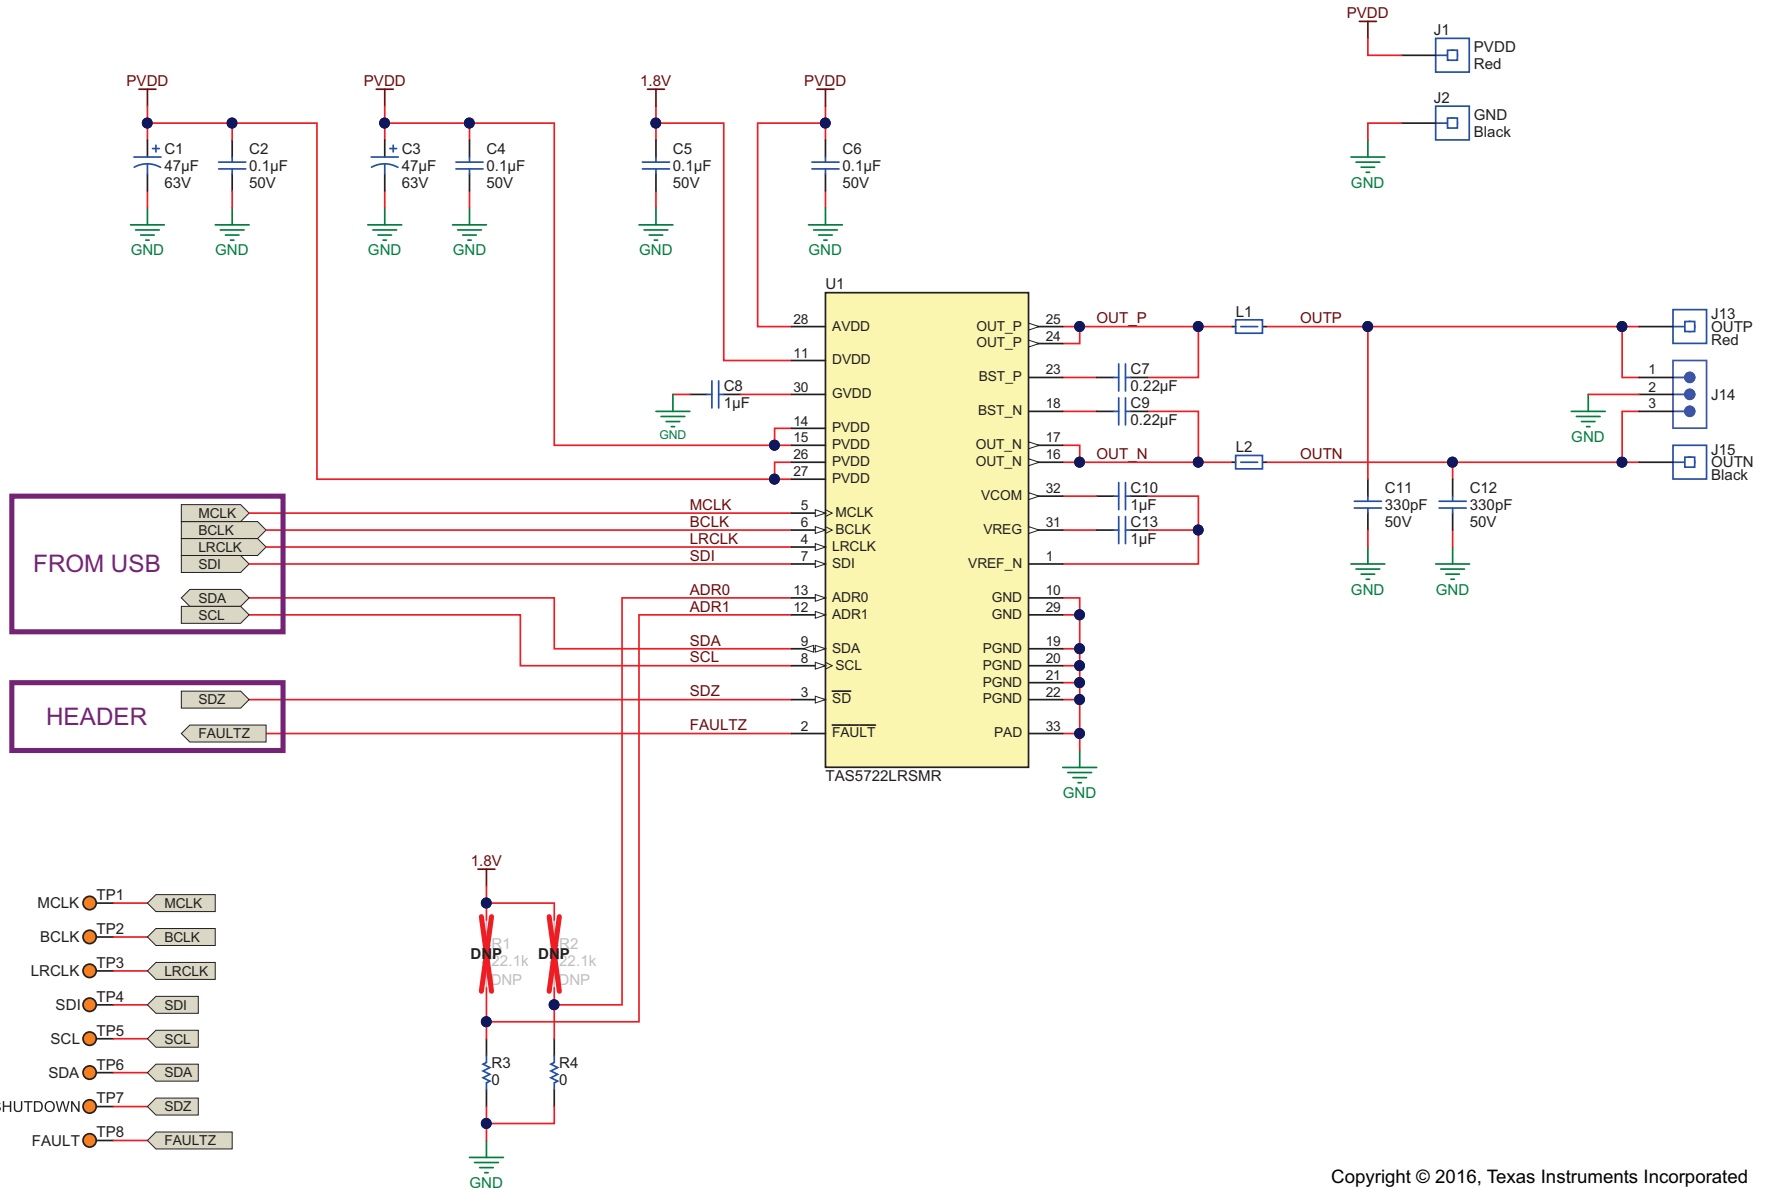 PVDD
J1
PVDD
Red
J2
GND
Black
GND
PVDD
C1
47µF
63V
C2
0.1µF
50V
GND
GND
PVDD
C3
47µF
63V
C4
0.1µF
50V
GND
GND
1.8V
C5
0.1µF
50V
GND
PVDD
C6
0.1µF
50V
GND
U1
28 AVDD
11 DVDD
30 GVDD
14 PVDD
15 PVDD
26 PVDD
27 PVDD
5 MCLK
6 BCLK
4 LRCLK
7 SDI
13 ADR0
12 ADR1
9 SDA
8 SCL
3 SD
2 FAULT
OUT_P 25
OUT_P 24
BST_P 23
BST_N 18
OUT_N 17
OUT_N 16
VCOM 32
VREG 31
VREF_N 1
GND 10
GND 29
PGND 19
PGND 20
PGND 21
PGND 22
PAD 33
TAS5722LRSMR
GND
C8
1µF
GND
OUT_P
L1
OUTP
C7
0.22µF
C9
0.22µF
OUT_N
L2
OUTN
C10
1µF
C13
1µF
C11
330pF
50V
GND
C12
330pF
50V
GND
J13
OUTP
Red
1
2
3
J14
GND
J15
OUTN
Black
FROM USB
MCLK
BCLK
LRCLK
SDI
SDA
SCL
MCLK
BCLK
LRCLK
SDI
ADR0
ADR1
SDA
SCL
SDZ
FAULTZ
HEADER
SDZ
FAULTZ
1.8V
R1
22.1k
DNP
DNP
R2
22.1k
DNP
DNP
R3
0
R4
0
GND
MCLK TP1 MCLK
BCLK TP2 BCLK
LRCLK TP3 LRCLK
SDI TP4 SDI
SCL TP5 SCL
SDA TP6 SDA
HUTDOWN TP7 SDZ
FAULT TP8 FAULTZ
Copyright © 2016, Texas Instruments Incorporated